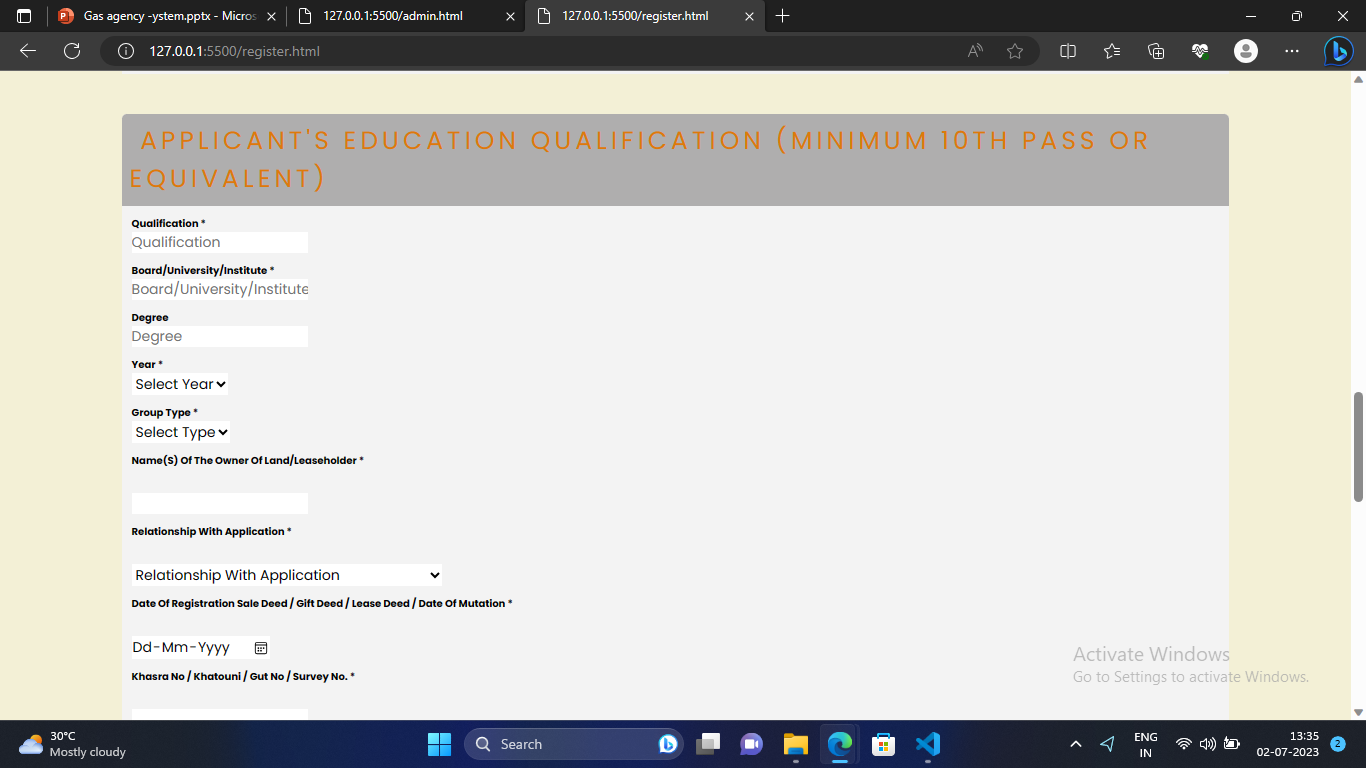 Gas agency -ystem.pptx - Micros
127.0.0.1:5500/admin.html
127.0.0.1:5500/register.html
127.0.0.1:5500/register.html
APPLICANT'S EDUCATION QUALIFICATION (MINIMUM 10TH PASS OR
EQUIVALENT)
Qualification *
Qualification
Board/University/Institute *
Board/University/Institute
Degree
Degree
Year *
Select Year
Group Type *
Select Type
Name(S) Of The Owner Of Land/Leaseholder *
Relationship With Application *
Relationship With Application
Date Of Registration Sale Deed / Gift Deed / Lease Deed / Date Of Mutation *
Dd-Mm-Yyyy
Khasra No / Khatouni / Gut No / Survey No. *
Activate Windows
Go to Settings to activate Windows.
30°C
Mostly cloudy
Search
ENG
IN
13:35
02-07-2023
2